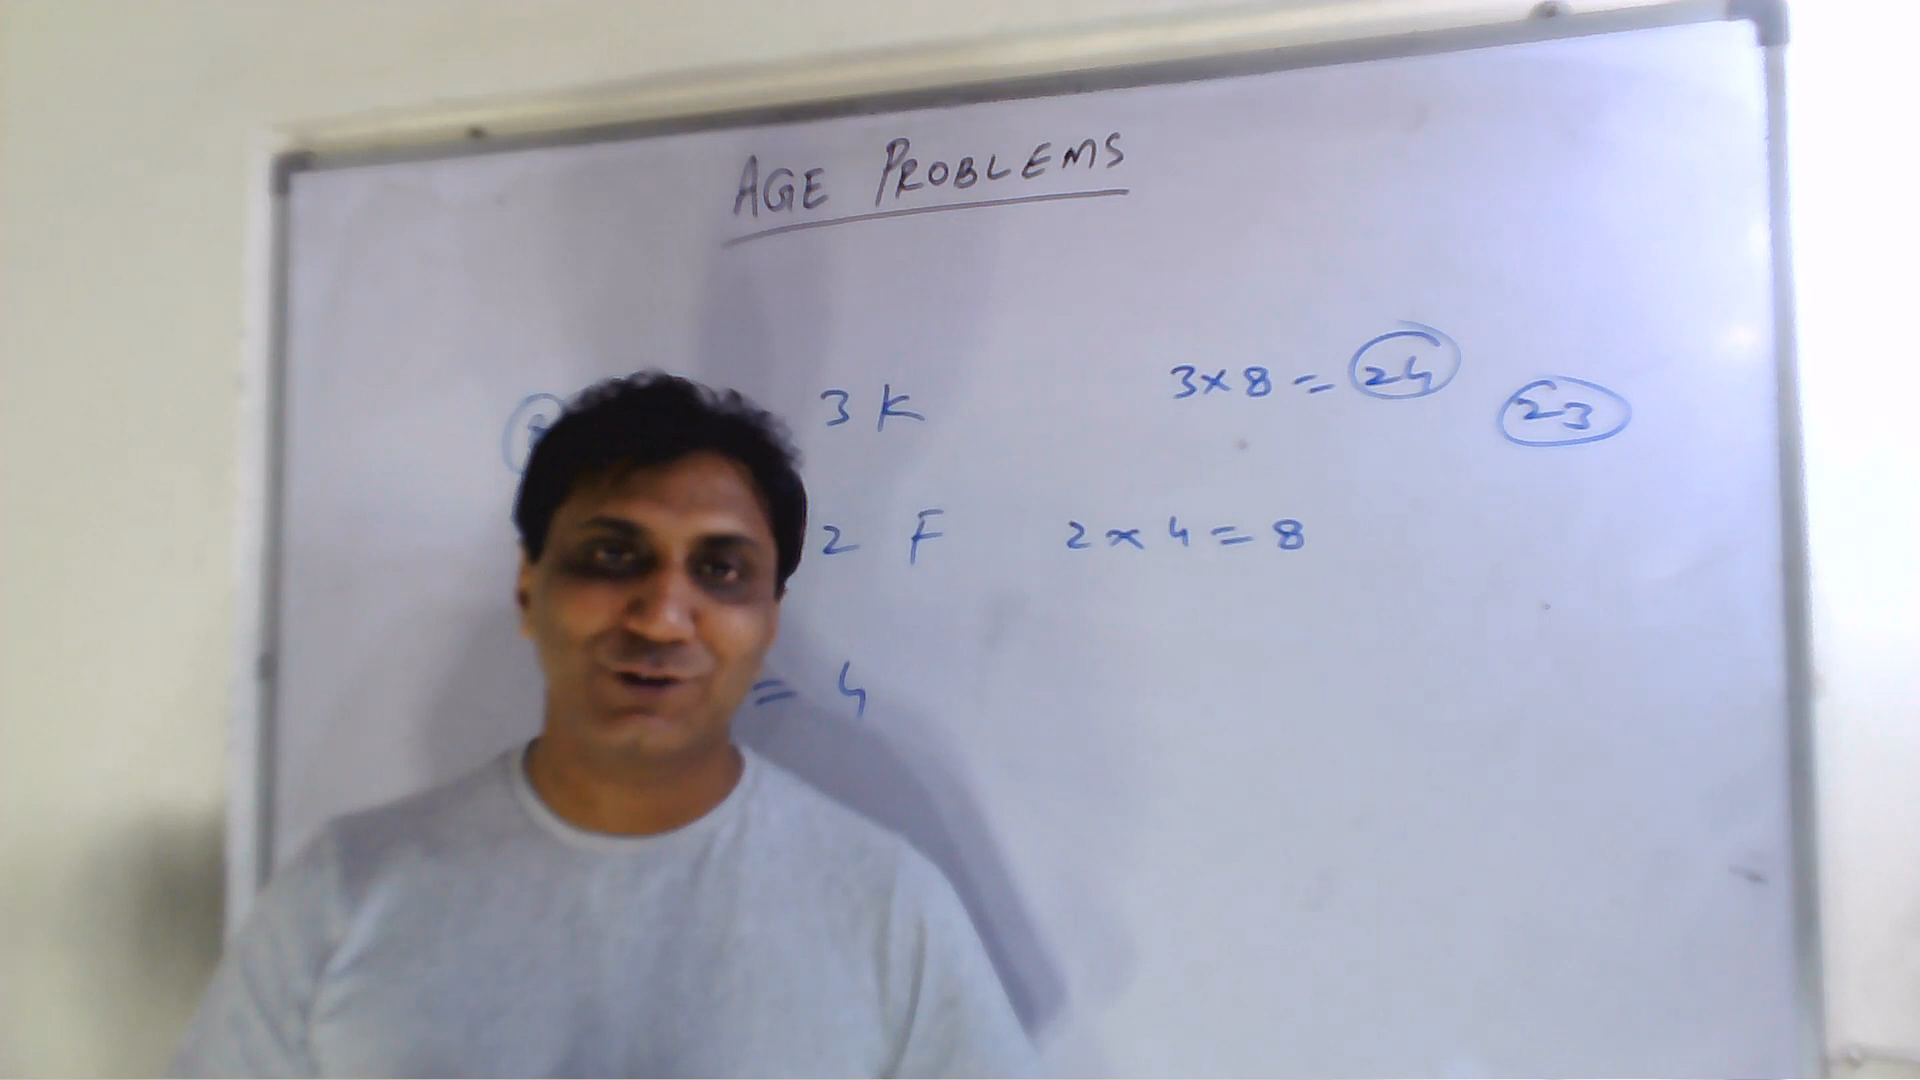 AGE PROBLEMS
3 K 3 x 8 = 24 23
2 F 2 x 4 = 8
= 4